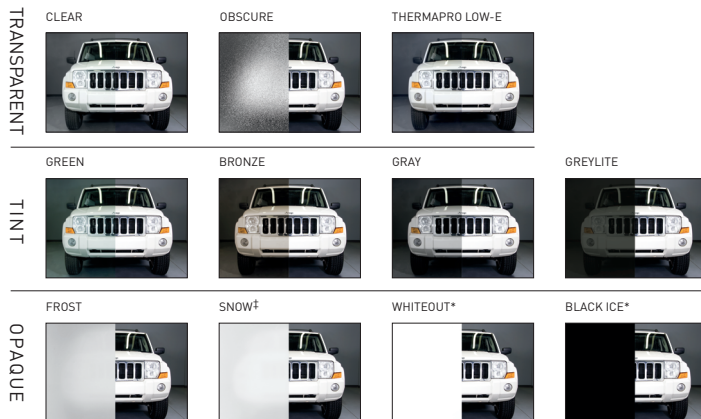 TRANSPARENT
CLEAR
OBSCURE
THERMAPRO LOW-E
TINT
GREEN
BRONZE
GRAY
GREYLITE
OPAQUE
FROST
SNOW‡
WHITEOUT*
BLACK ICE*